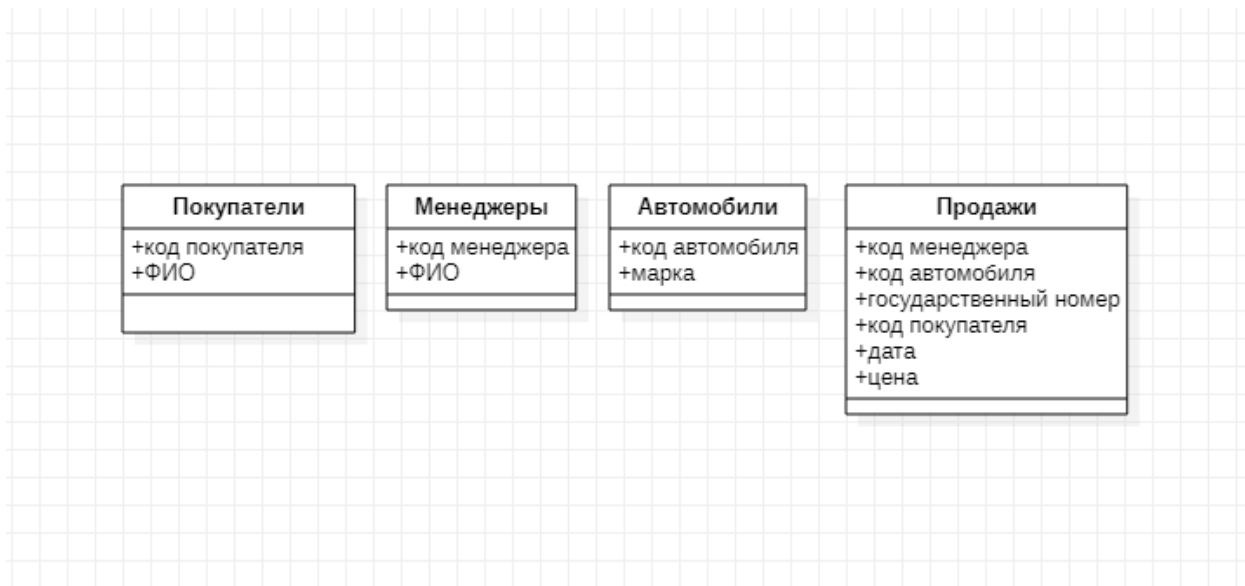 Покупатели
+код покупателя
+ФИО
Менеджеры
+код менеджера
+ФИО
Автомобили
+код автомобиля
+марка
Продажи
+код менеджера
+код автомобиля
+государственный номер
+код покупателя
+дата
+цена